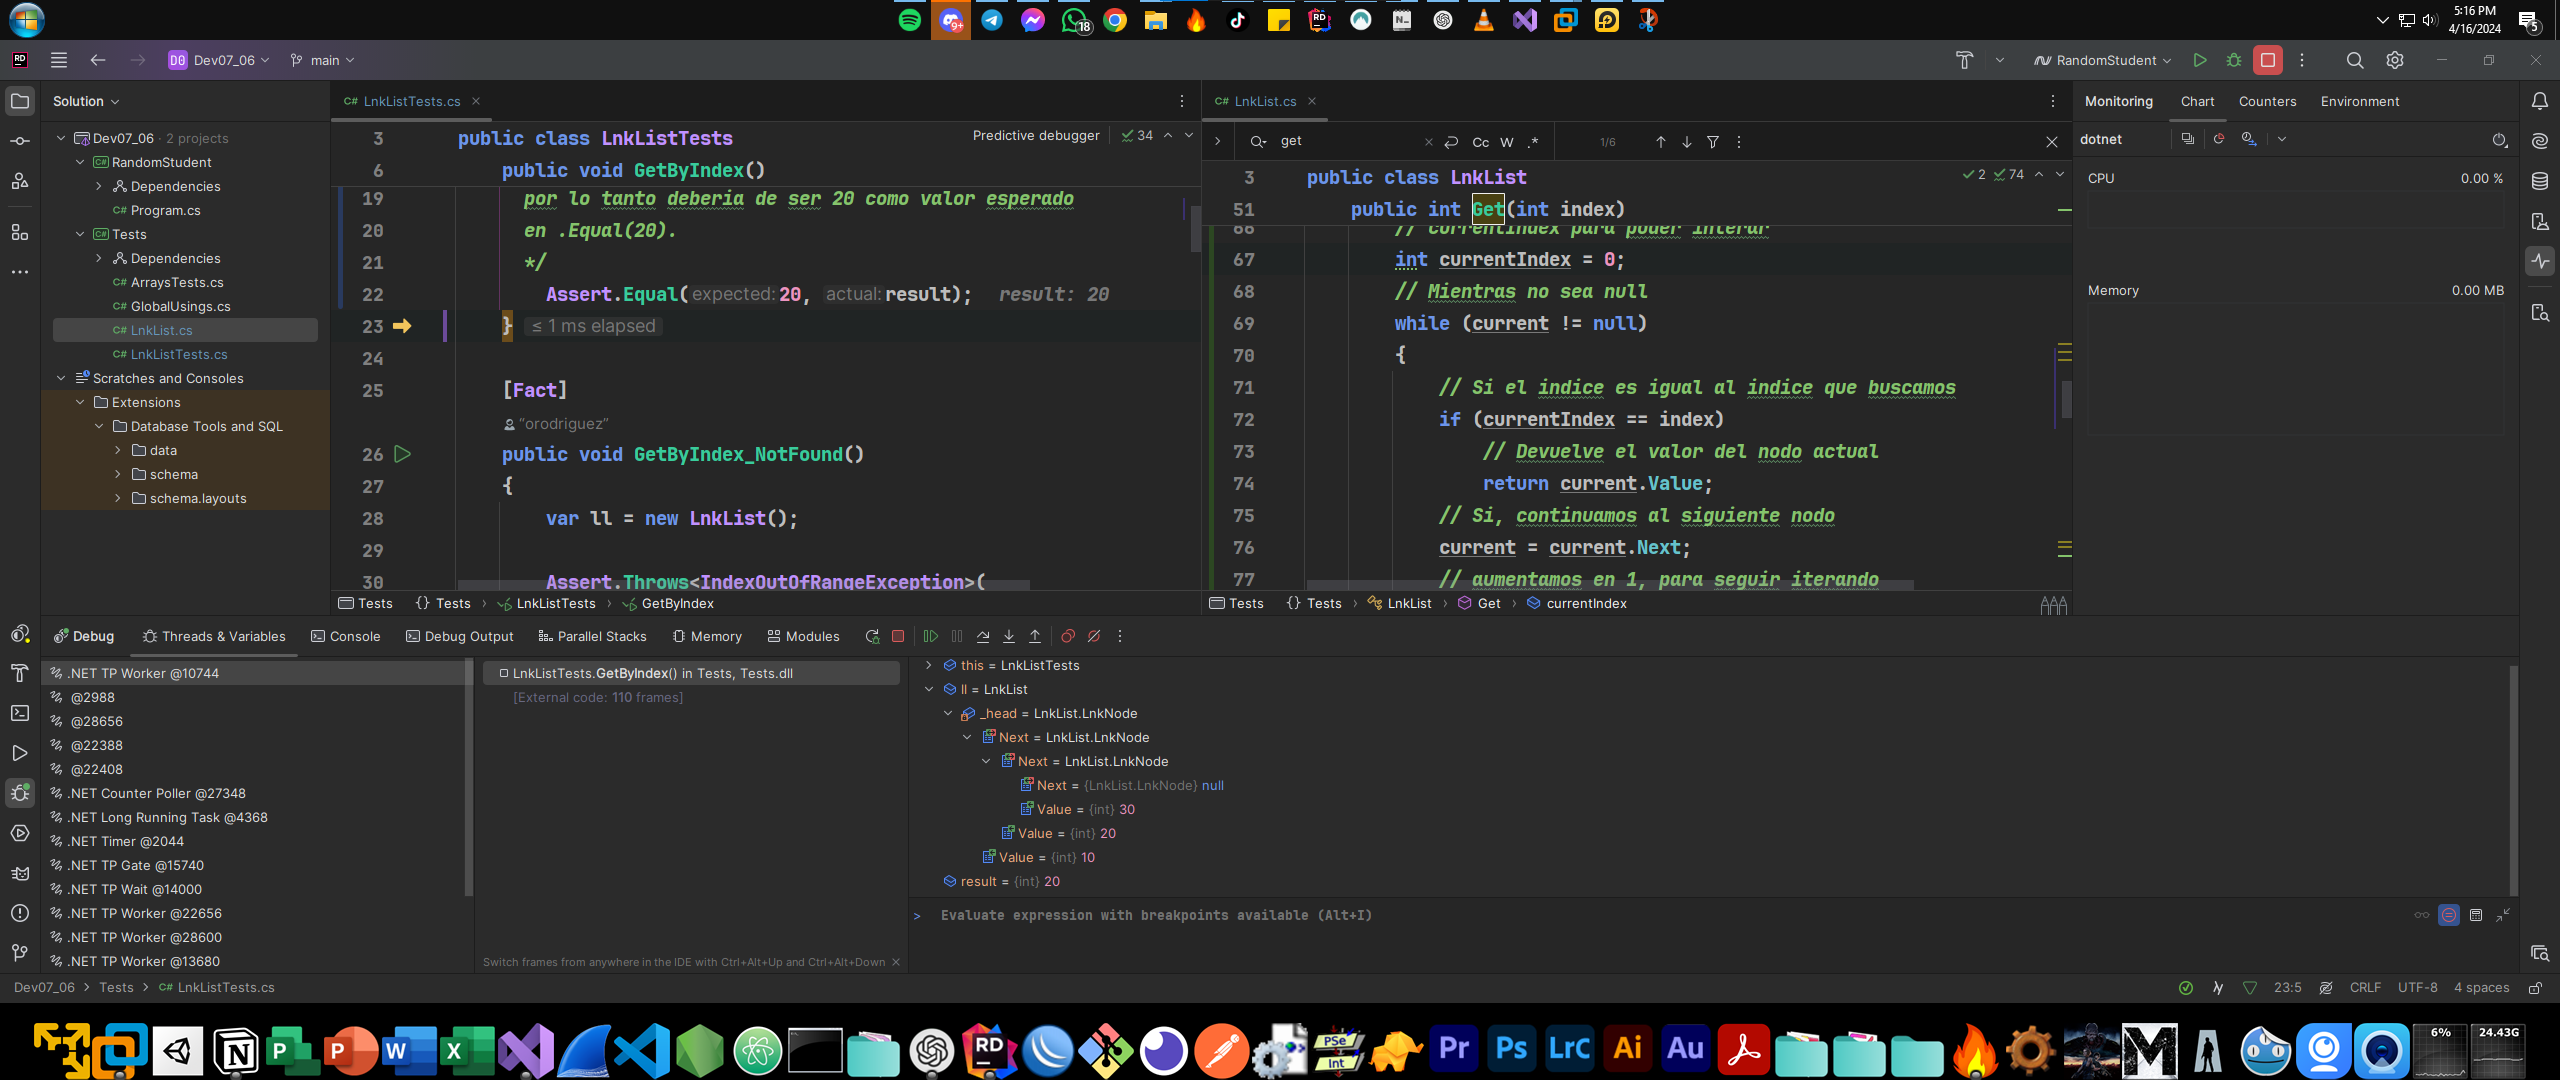 18
5:16 PM
4/16/2024
5
RD
D0 Dev07_06
main
RandomStudent
Solution
Dev07_06 · 2 projects
C# RandomStudent
Dependencies
C# Program.cs
C# Tests
Dependencies
C# ArraysTests.cs
C# GlobalUsings.cs
C# LnkList.cs
C# LnkListTests.cs
Scratches and Consoles
Extensions
Database Tools and SQL
data
schema
schema.layouts
C# LnkListTests.cs
Predictive debugger
34
3 public class LnkListTests
6 public void GetByIndex()
19 por lo tanto deberia de ser 20 como valor esperado
20 en .Equal(20).
21 */
22 Assert.Equal(expected: 20, actual: result); result: 20
23 } ≤ 1 ms elapsed
24
25 [Fact]
"orodriguez"
26 public void GetByIndex_NotFound()
27 {
28 var ll = new LnkList();
29
30 Assert.Throws<IndexOutOfRangeException>(
Tests
{} Tests
LnkListTests
GetByIndex
C# LnkList.cs
get
Cc W .*
1/6
2 74
3 public class LnkList
51 public int Get(int index)
66 // currentIndex para poder interar
67 int currentIndex = 0;
68 // Mientras no sea null
69 while (current != null)
70 {
71 // Si el indice es igual al indice que buscamos
72 if (currentIndex == index)
73 // Devuelve el valor del nodo actual
74 return current.Value;
75 // Si, continuamos al siguiente nodo
76 current = current.Next;
77 // aumentamos en 1, para seguir iterando
Tests
{} Tests
LnkList
Get
currentIndex
Monitoring
Chart
Counters
Environment
dotnet
CPU 0.00 %
Memory 0.00 MB
Debug
Threads & Variables
Console
Debug Output
Parallel Stacks
Memory
Modules
.NET TP Worker @10744
@2988
@28656
@22388
@22408
.NET Counter Poller @27348
.NET Long Running Task @4368
.NET Timer @2044
.NET TP Gate @15740
.NET TP Wait @14000
.NET TP Worker @22656
.NET TP Worker @28600
.NET TP Worker @13680
LnkListTests.GetByIndex() in Tests, Tests.dll
[External code: 110 frames]
Switch frames from anywhere in the IDE with Ctrl+Alt+Up and Ctrl+Alt+Down
this = LnkListTests
ll = LnkList
_head = LnkList.LnkNode
Next = LnkList.LnkNode
Next = LnkList.LnkNode
Next = {LnkList.LnkNode} null
Value = {int} 30
Value = {int} 20
Value = {int} 10
result = {int} 20
> Evaluate expression with breakpoints available (Alt+I)
Dev07_06 > Tests > C# LnkListTests.cs
23:5
CRLF
UTF-8
4 spaces
P
P
W
X
RD
PSe
Int
Pr
Ps
LrC
Ai
Au
6%
24.43G